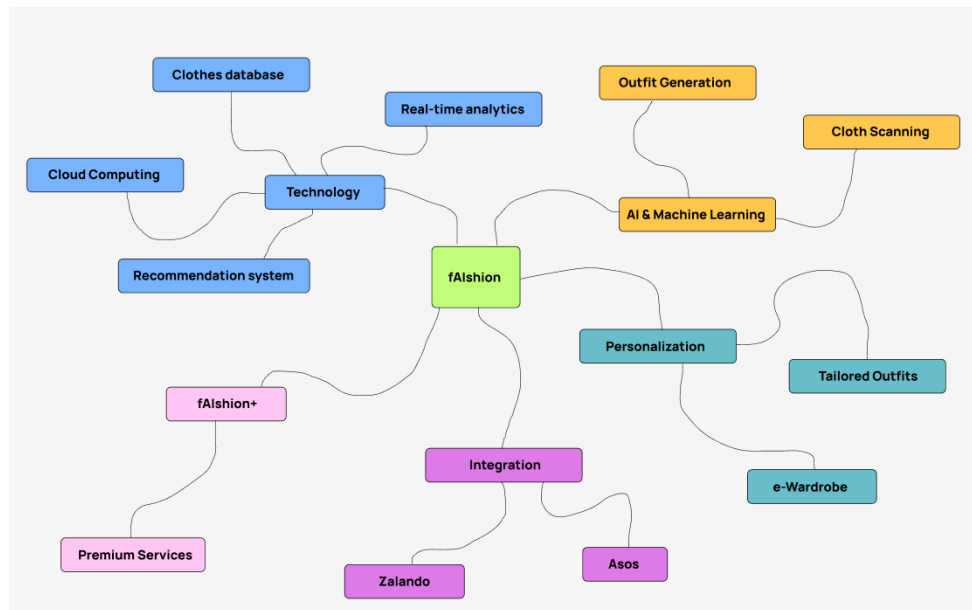 Clothes database
Real-time analytics
Cloud Computing
Technology
Recommendation system
Outfit Generation
Cloth Scanning
AI & Machine Learning
fAIshion
Personalization
Tailored Outfits
e-Wardrobe
fAIshion+
Premium Services
Integration
Zalando
Asos